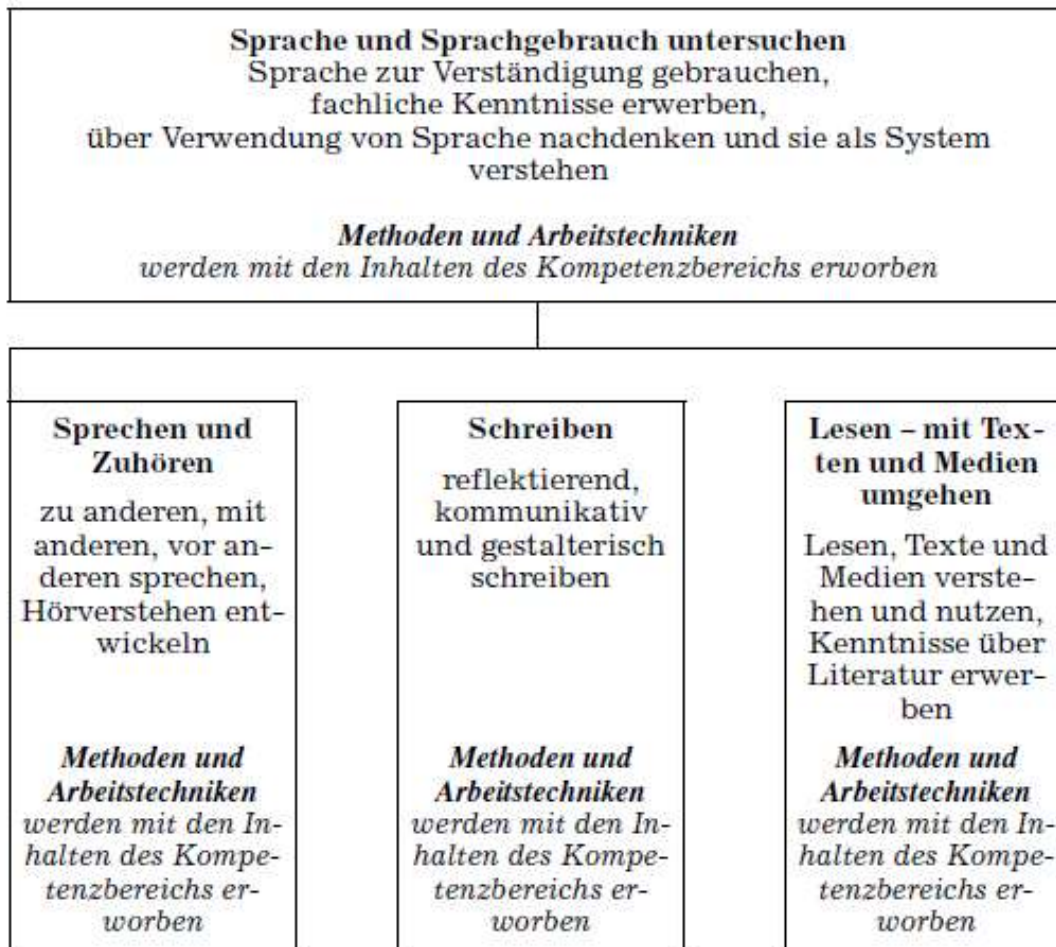 Sprache und Sprachgebrauch untersuchen
Sprache zur Verständigung gebrauchen,
fachliche Kenntnisse erwerben,
über Verwendung von Sprache nachdenken und sie als System
verstehen
Methoden und Arbeitstechniken
werden mit den Inhalten des Kompetenzbereichs erworben
Sprechen und
Zuhören
zu anderen, mit
anderen, vor an-
deren sprechen,
Hörverstehen ent-
wickeln
Methoden und
Arbeitstechniken
werden mit den In-
halten des Kompe-
tenzbereichs er-
worben
Schreiben
reflektierend,
kommunikativ
und gestalterisch
schreiben
Methoden und
Arbeitstechniken
werden mit den In-
halten des Kompe-
tenzbereichs er-
worben
Lesen – mit Tex-
ten und Medien
umgehen
Lesen, Texte und
Medien verste-
hen und nutzen,
Kenntnisse über
Literatur erwer-
ben
Methoden und
Arbeitstechniken
werden mit den In-
halten des Kompe-
tenzbereichs er-
worben